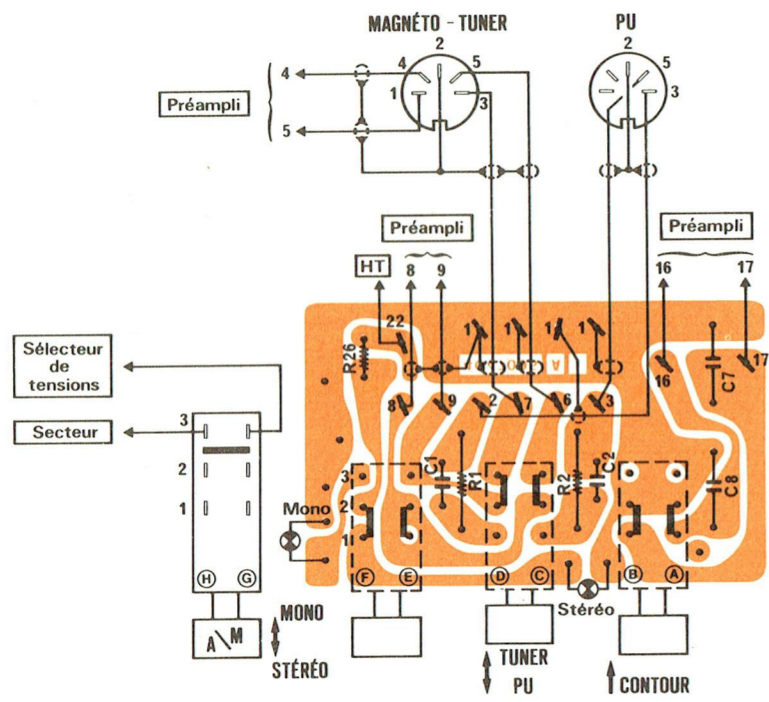 MAGNÉTO - TUNER
PU
2
4
5
1
3
2
5
3
4
5
Préampli
Préampli
Préampli
HT
8
9
16
17
22
1
1
1
1
R26
16
17
C7
8
9
2
7
6
3
Sélecteur
de
tensions
Secteur
3
2
1
3
2
1
C1
R1
R2
C2
C8
Mono
H
G
F
E
D
C
B
A
Stéréo
A\M
MONO
STÉRÉO
TUNER
PU
CONTOUR